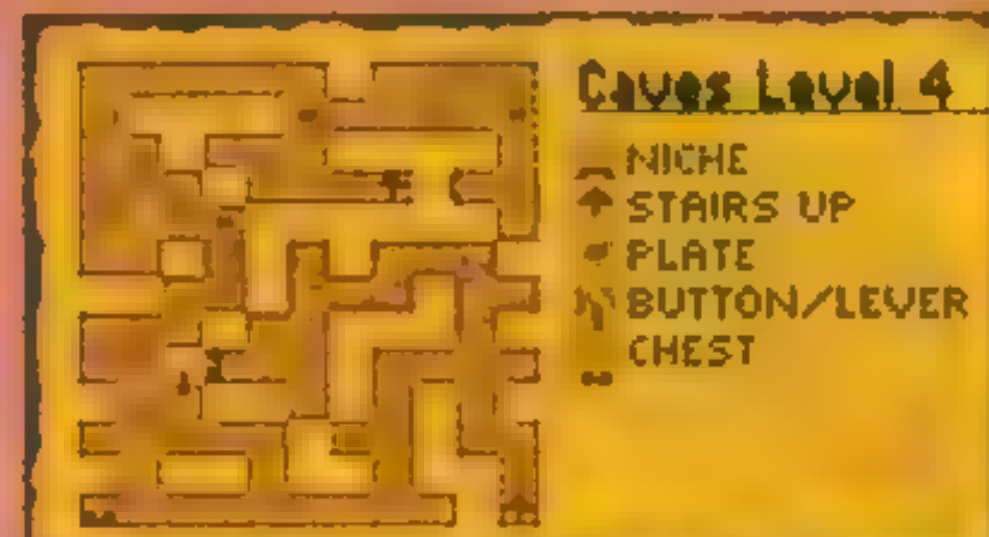 Caves Level 4
NICHE
STAIRS UP
PLATE
BUTTON/LEVER
CHEST